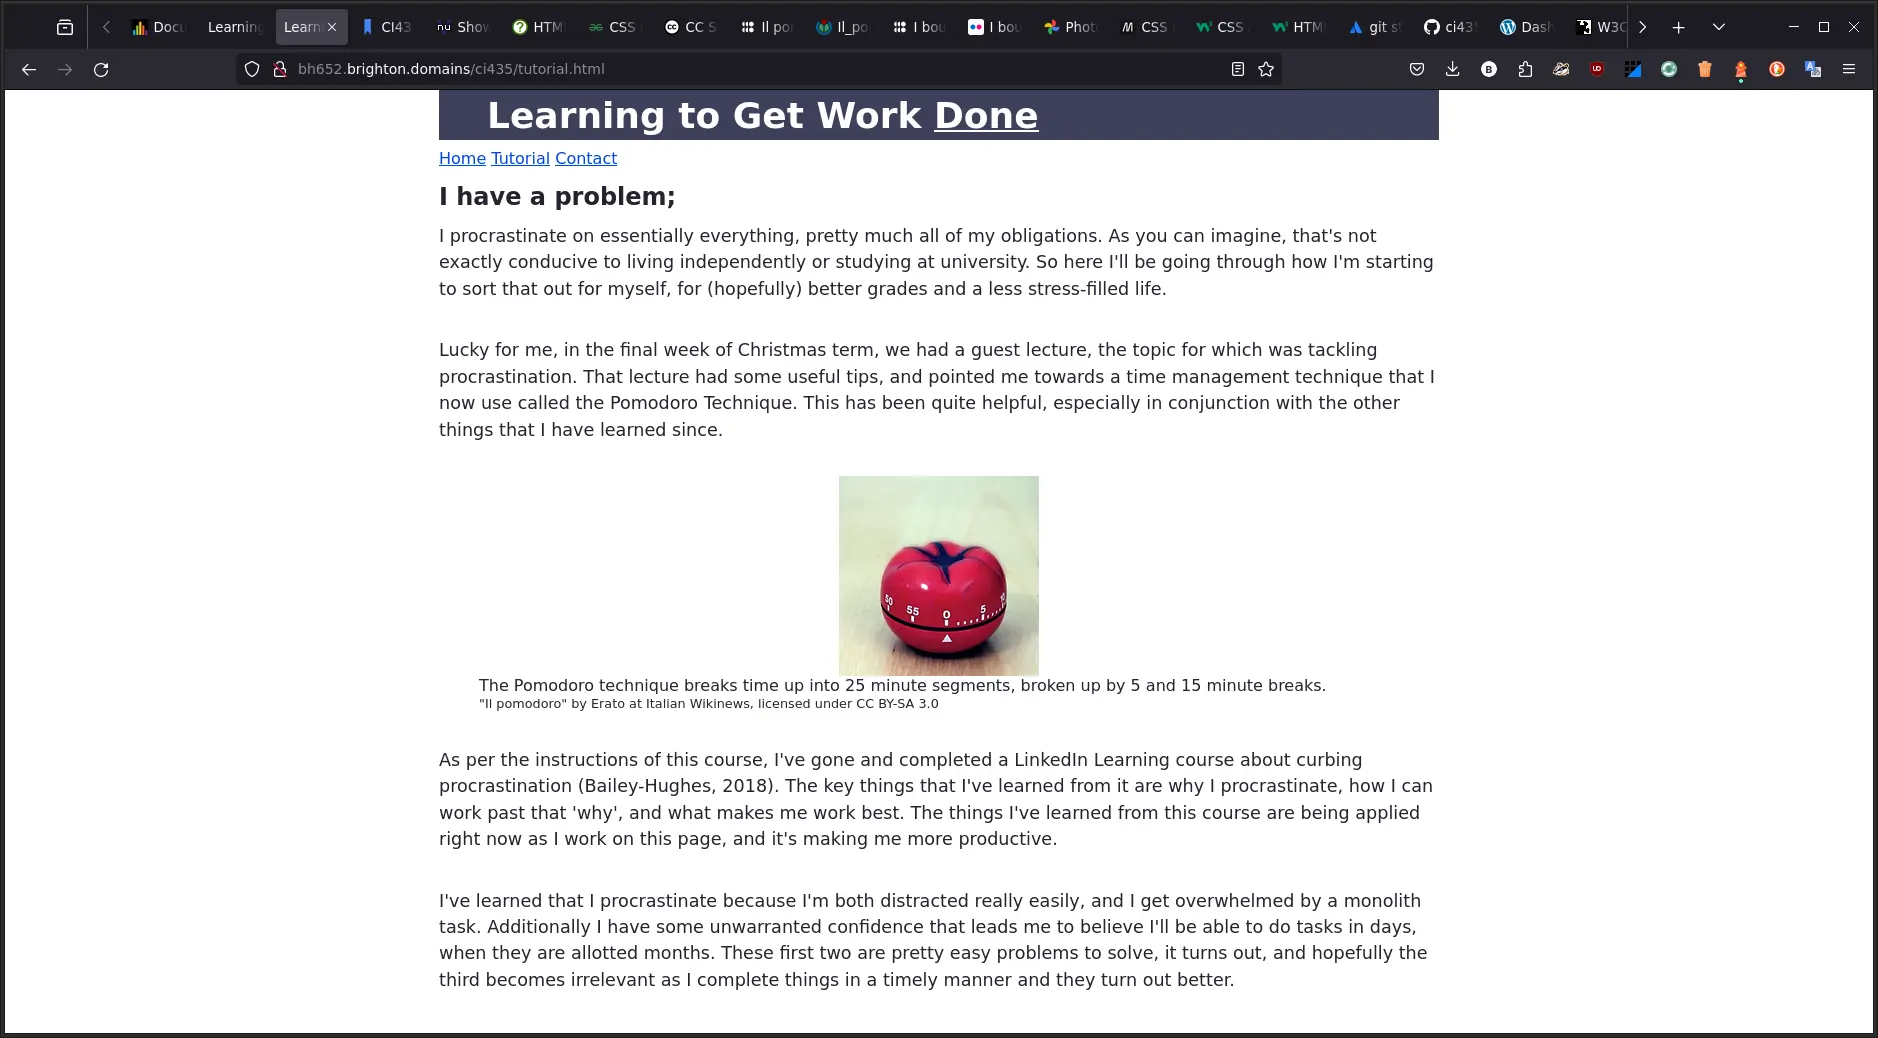 Docu
Learning
Learn
CI43
Show
HTM
CSS
CC S
Il po
Il_po
I bou
I bou
Phot
CSS
CSS
HTM
git s
ci43
Dash
W3C
bh652.brighton.domains/ci435/tutorial.html
Learning to Get Work Done
Home Tutorial Contact
I have a problem;
I procrastinate on essentially everything, pretty much all of my obligations. As you can imagine, that's not
exactly conducive to living independently or studying at university. So here I'll be going through how I'm starting
to sort that out for myself, for (hopefully) better grades and a less stress-filled life.
Lucky for me, in the final week of Christmas term, we had a guest lecture, the topic for which was tackling
procrastination. That lecture had some useful tips, and pointed me towards a time management technique that I
now use called the Pomodoro Technique. This has been quite helpful, especially in conjunction with the other
things that I have learned since.
50 55 0 5 10
The Pomodoro technique breaks time up into 25 minute segments, broken up by 5 and 15 minute breaks.
"Il pomodoro" by Erato at Italian Wikinews, licensed under CC BY-SA 3.0
As per the instructions of this course, I've gone and completed a LinkedIn Learning course about curbing
procrastination (Bailey-Hughes, 2018). The key things that I've learned from it are why I procrastinate, how I can
work past that 'why', and what makes me work best. The things I've learned from this course are being applied
right now as I work on this page, and it's making me more productive.
I've learned that I procrastinate because I'm both distracted really easily, and I get overwhelmed by a monolith
task. Additionally I have some unwarranted confidence that leads me to believe I'll be able to do tasks in days,
when they are allotted months. These first two are pretty easy problems to solve, it turns out, and hopefully the
third becomes irrelevant as I complete things in a timely manner and they turn out better.